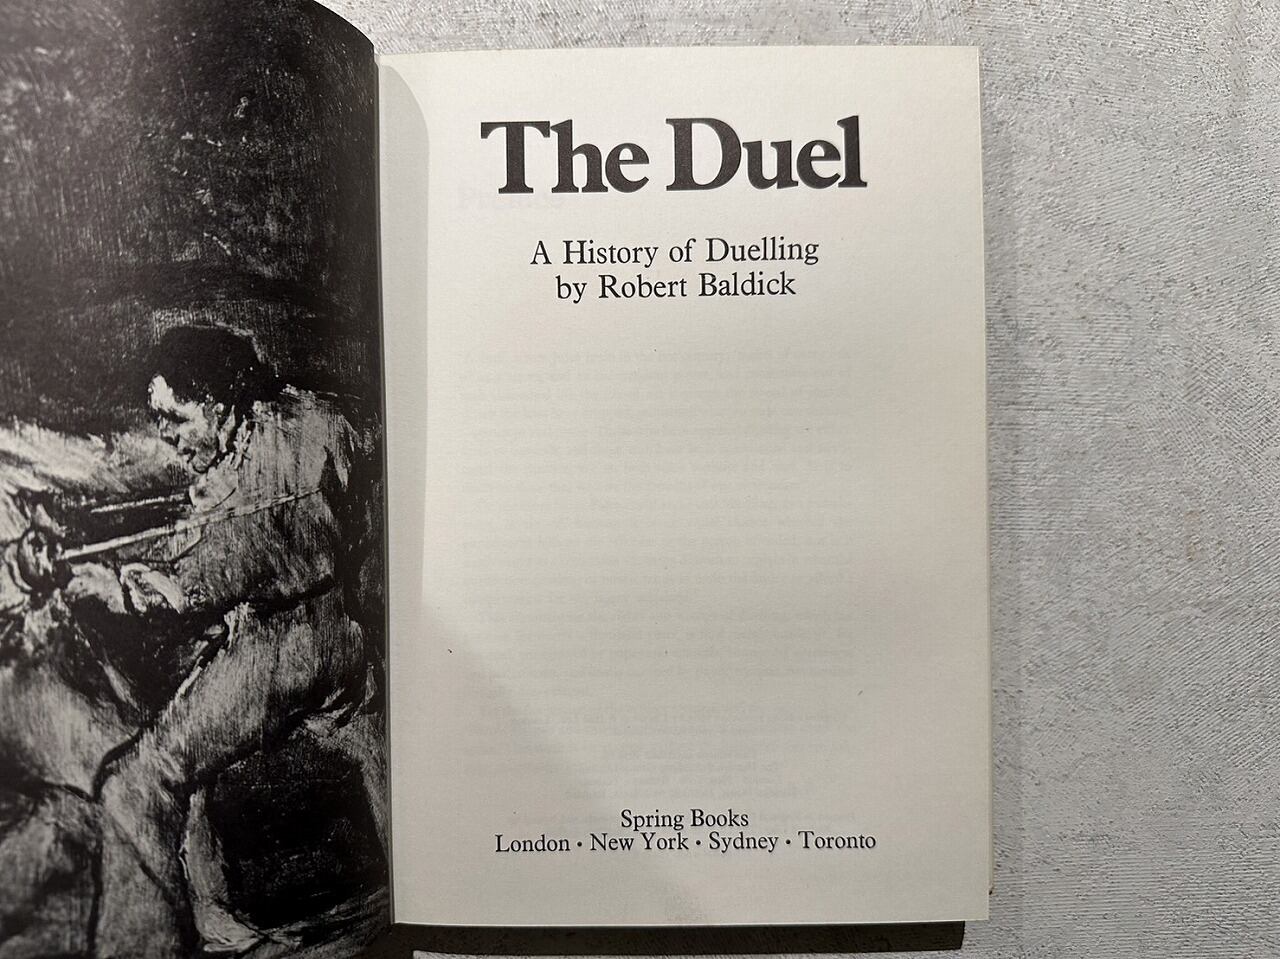 The Duel
A History of Duelling
by Robert Baldick
Spring Books
London • New York • Sydney • Toronto